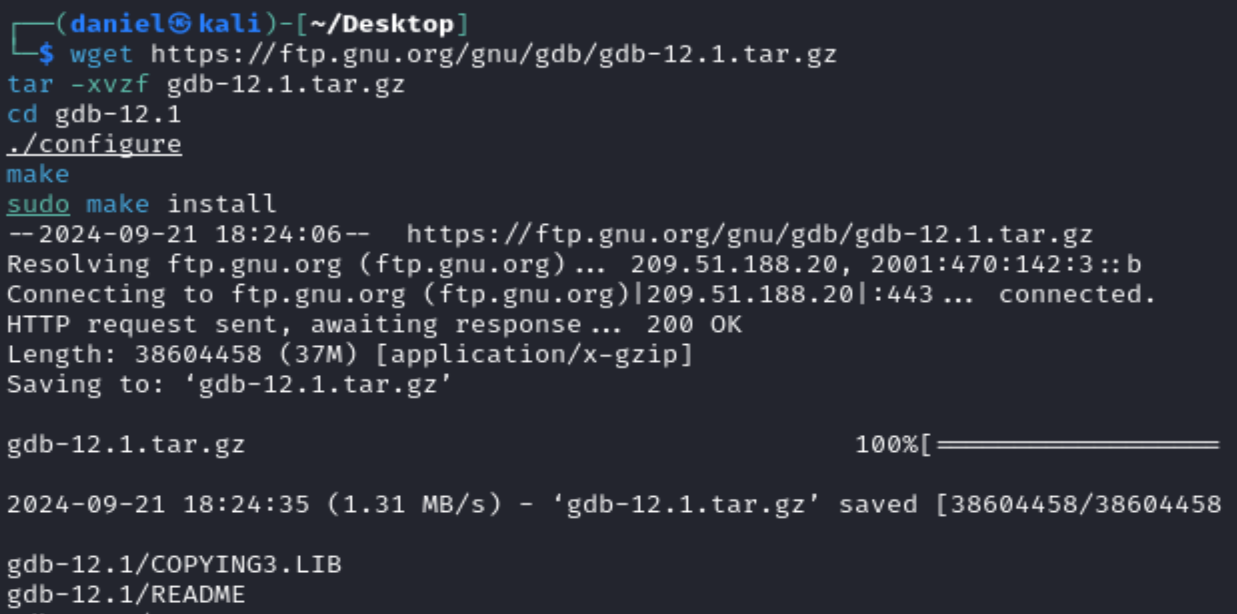 ┌──(daniel㉿kali)-[~/Desktop]
└─$ wget https://ftp.gnu.org/gnu/gdb/gdb-12.1.tar.gz
tar -xvzf gdb-12.1.tar.gz
cd gdb-12.1
./configure
make
sudo make install
--2024-09-21 18:24:06--  https://ftp.gnu.org/gnu/gdb/gdb-12.1.tar.gz
Resolving ftp.gnu.org (ftp.gnu.org)... 209.51.188.20, 2001:470:142:3::b
Connecting to ftp.gnu.org (ftp.gnu.org)|209.51.188.20|:443... connected.
HTTP request sent, awaiting response... 200 OK
Length: 38604458 (37M) [application/x-gzip]
Saving to: ‘gdb-12.1.tar.gz’
gdb-12.1.tar.gz 100%[===================
2024-09-21 18:24:35 (1.31 MB/s) - ‘gdb-12.1.tar.gz’ saved [38604458/38604458
gdb-12.1/COPYING3.LIB
gdb-12.1/README